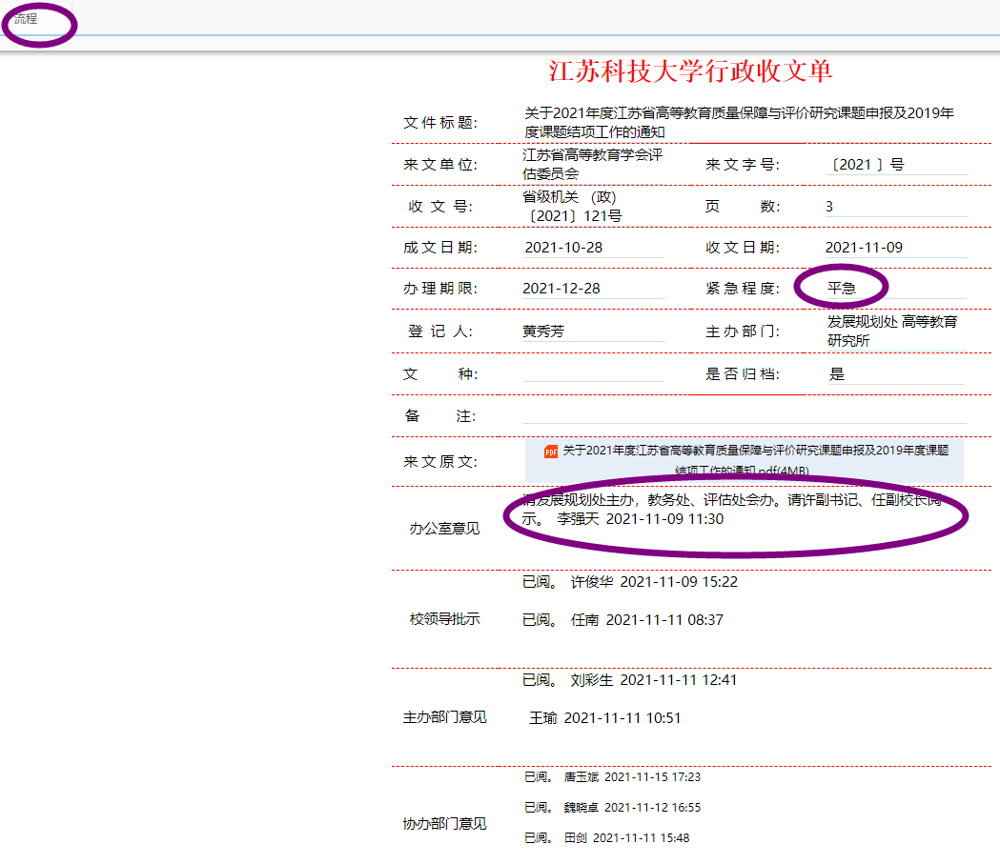 流程
江苏科技大学行政收文单
文件标题: 关于2021年度江苏省高等教育质量保障与评价研究课题申报及2019年
度课题结项工作的通知
来文单位: 江苏省高等教育学会评
估委员会
来文字号: 〔2021 〕号
收 文 号: 省级机关 (政)
〔2021〕121号
页 数: 3
成文日期: 2021-10-28 收文日期: 2021-11-09
办理期限: 2021-12-28 紧急程度: 平急
登 记 人: 黄秀芳 主办部门: 发展规划处 高等教育
研究所
文 种: 是否归档: 是
备 注:
来文原文: PDF 关于2021年度江苏省高等教育质量保障与评价研究课题申报及2019年度课题
结项工作的通知.pdf(4MB)
办公室意见
请发展规划处主办，教务处、评估处会办。请许副书记、任副校长阅
示。 李强天 2021-11-09 11:30
校领导批示
已阅。 许俊华 2021-11-09 15:22
已阅。 任南 2021-11-11 08:37
主办部门意见
已阅。 刘彩生 2021-11-11 12:41
王瑜 2021-11-11 10:51
协办部门意见
已阅。 唐玉斌 2021-11-15 17:23
已阅。 魏晓卓 2021-11-12 16:55
已阅。 田剑 2021-11-11 15:48